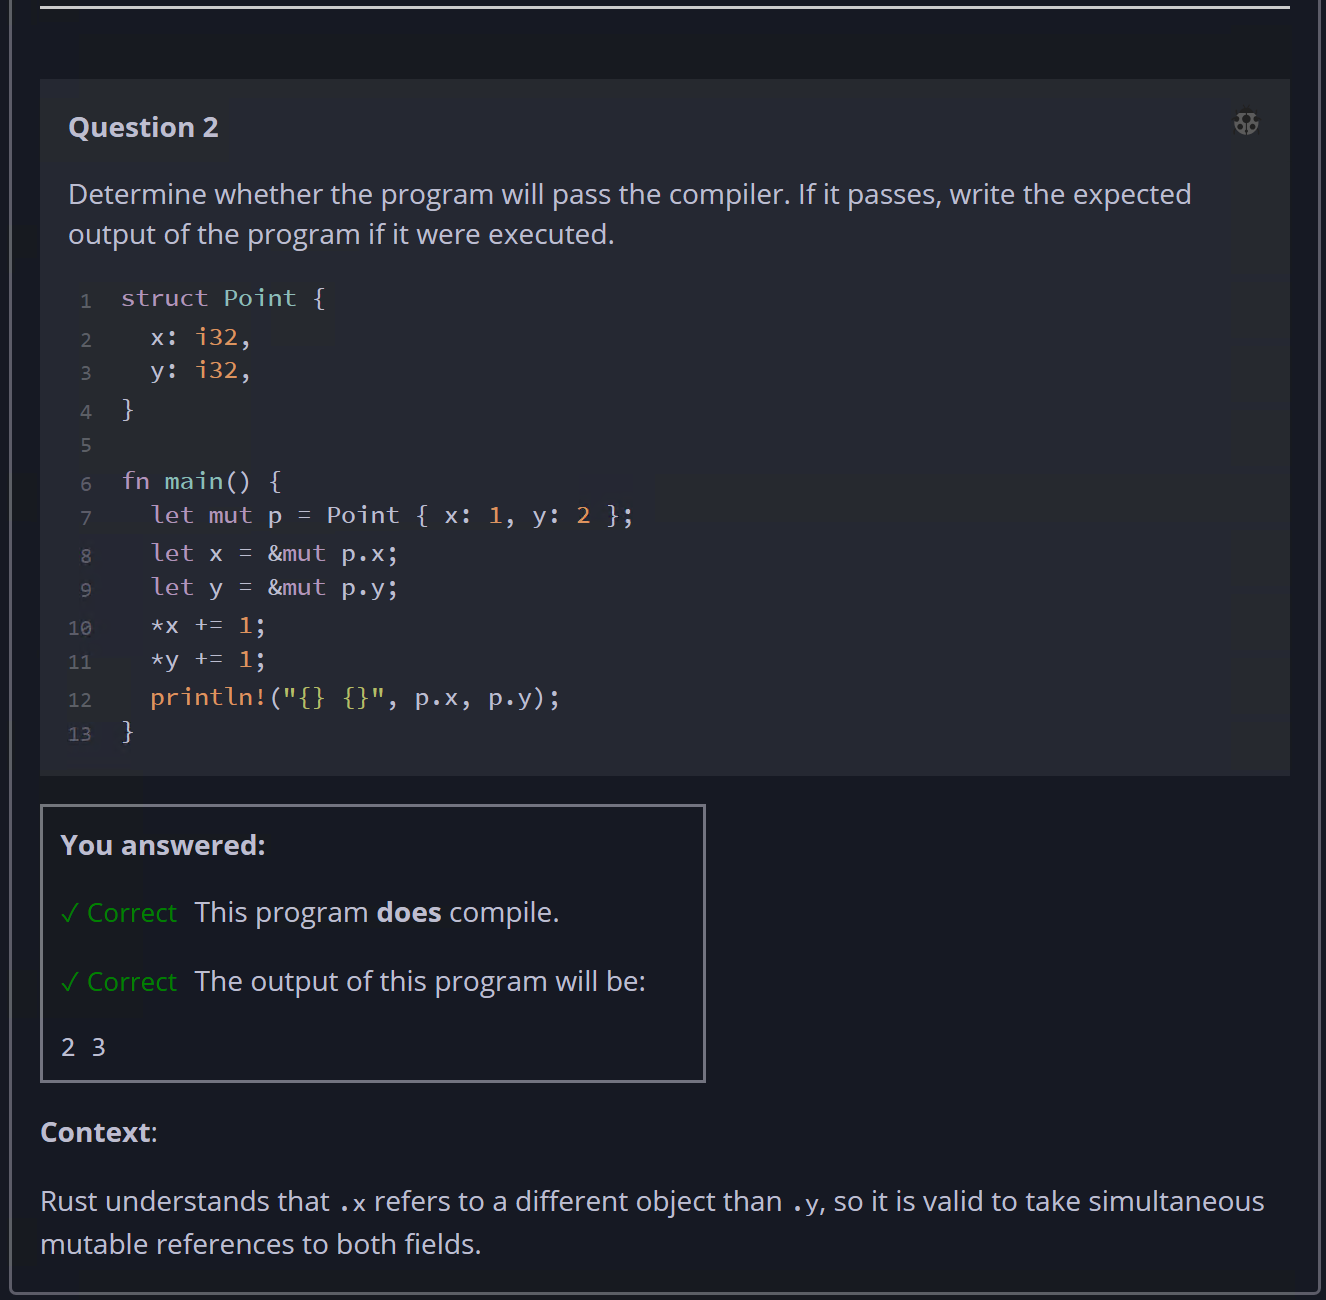 Question 2
Determine whether the program will pass the compiler. If it passes, write the expected
output of the program if it were executed.
1 struct Point {
2   x: i32,
3   y: i32,
4 }
5
6 fn main() {
7   let mut p = Point { x: 1, y: 2 };
8   let x = &mut p.x;
9   let y = &mut p.y;
10   *x += 1;
11   *y += 1;
12   println!("{} {}", p.x, p.y);
13 }
You answered:
✓ Correct This program does compile.
✓ Correct The output of this program will be:
2 3
Context:
Rust understands that .x refers to a different object than .y, so it is valid to take simultaneous
mutable references to both fields.